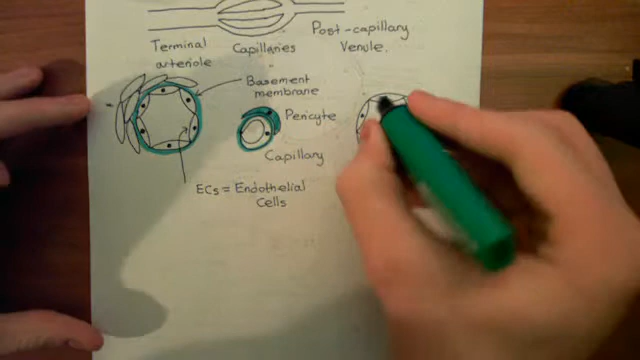 Terminal
arteriole
Capillaries
Post-capillary
Venule.
Basement
membrane
Pericyte
Capillary
ECs = Endothelial
Cells